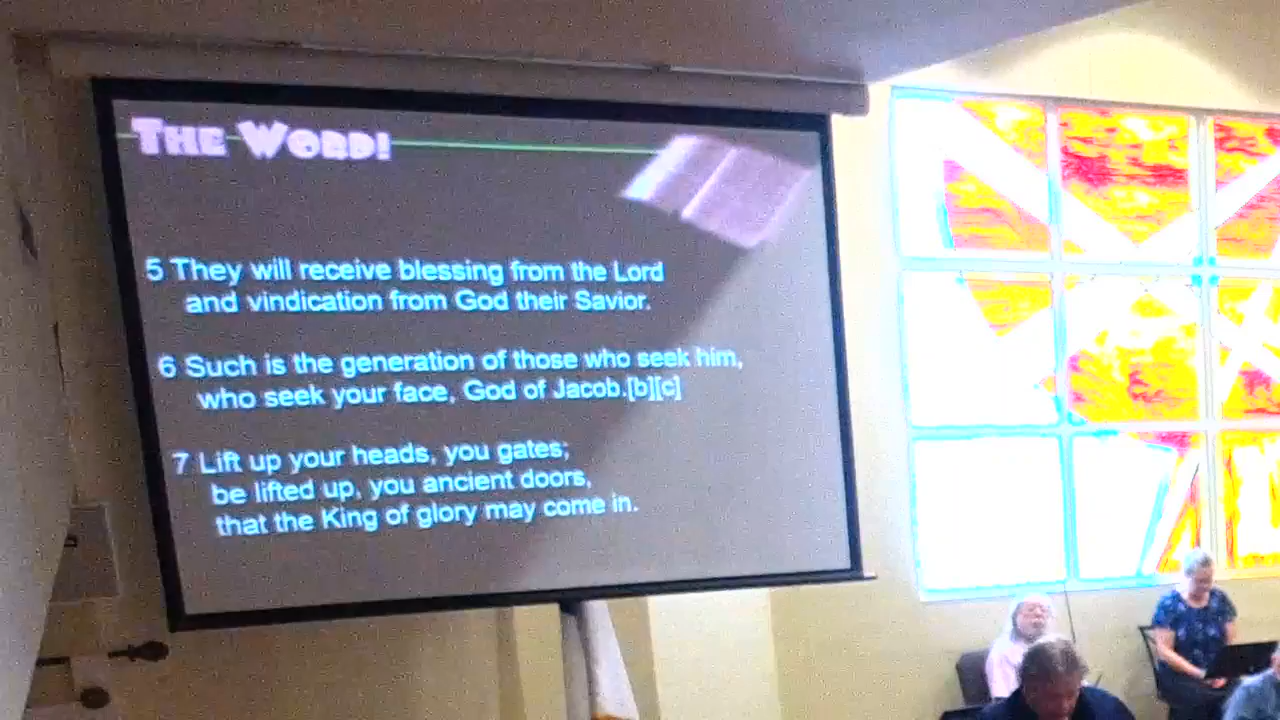 THE WORD!
5 They will receive blessing from the Lord
and vindication from God their Savior.
6 Such is the generation of those who seek him,
who seek your face, God of Jacob.[b][c]
7 Lift up your heads, you gates;
be lifted up, you ancient doors,
that the King of glory may come in.